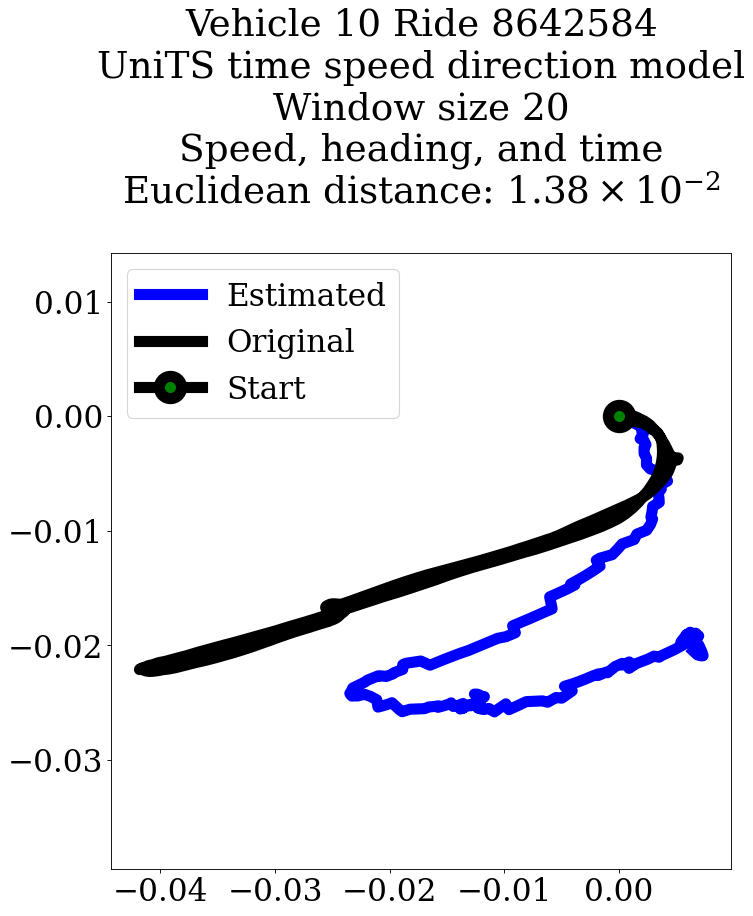 Vehicle 10 Ride 8642584
UniTS time speed direction model
Window size 20
Speed, heading, and time
Euclidean distance: 1.38 × 10⁻²
Estimated
Original
Start
0.01
0.00
−0.01
−0.02
−0.03
−0.04 −0.03 −0.02 −0.01 0.00